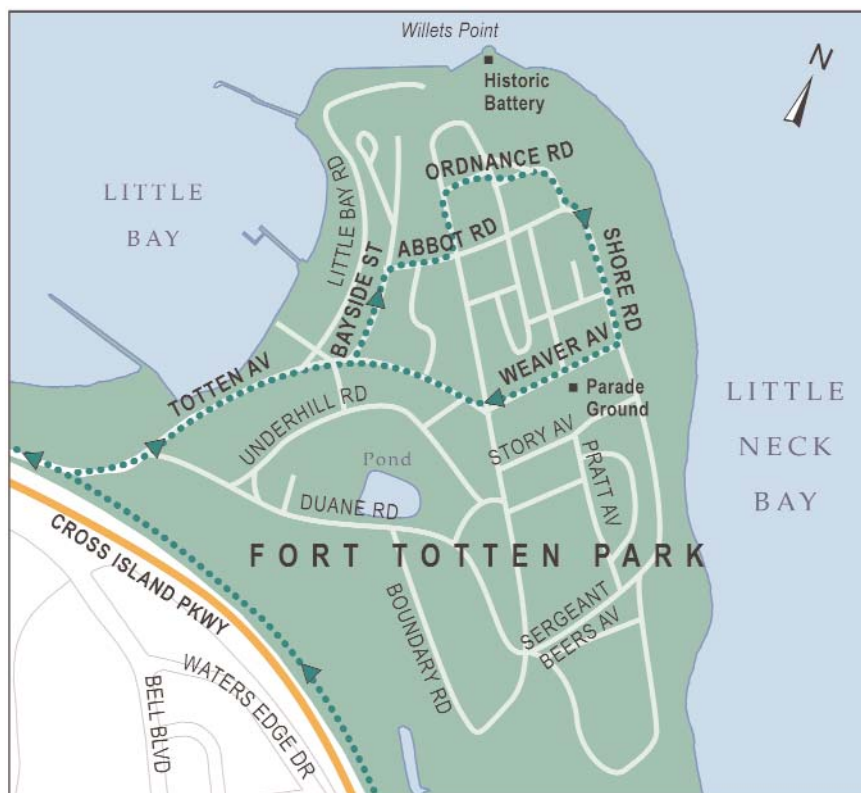 Willets Point
N
Historic
Battery
ORDNANCE RD
LITTLE
BAY
LITTLE BAY RD
ABBOT RD
BAYSIDE ST
SHORE RD
WEAVER AV
TOTTEN AV
Parade
Ground
UNDERHILL RD
LITTLE
NECK
BAY
STORY AV
Pond
PRATT AV
DUANE RD
FORT TOTTEN PARK
CROSS ISLAND PKWY
BOUNDARY RD
SERGEANT
BEERS AV
WATERS EDGE DR
BELL BLVD